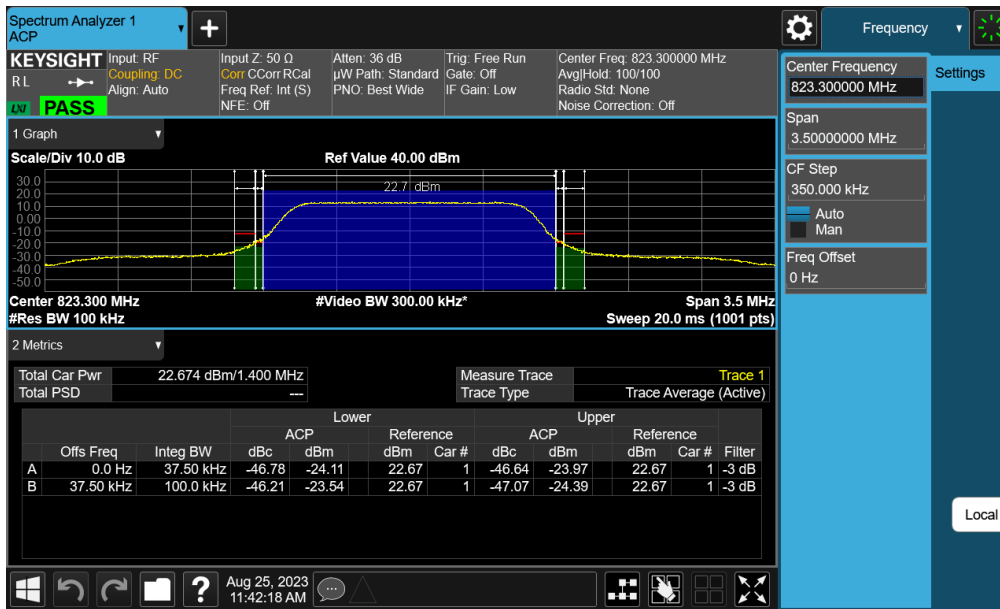 Spectrum Analyzer 1
ACP
Frequency
KEYSIGHT
R L
LXI
PASS
Input: RF
Coupling: DC
Align: Auto
Input Z: 50 Ω
Corr CCorr RCal
Freq Ref: Int (S)
NFE: Off
Atten: 36 dB
µW Path: Standard
PNO: Best Wide
Trig: Free Run
Gate: Off
IF Gain: Low
Center Freq: 823.300000 MHz
Avg|Hold: 100/100
Radio Std: None
Noise Correction: Off
Center Frequency
823.300000 MHz
Settings
Span
3.50000000 MHz
CF Step
350.000 kHz
Auto
Man
Freq Offset
0 Hz
Local
1 Graph
Scale/Div 10.0 dB
Ref Value 40.00 dBm
22.7 dBm
30.0
20.0
10.0
0.00
-10.0
-20.0
-30.0
-40.0
-50.0
Center 823.300 MHz
#Video BW 300.00 kHz*
Span 3.5 MHz
#Res BW 100 kHz
Sweep 20.0 ms (1001 pts)
2 Metrics
Total Car Pwr 22.674 dBm/1.400 MHz
Total PSD ---
Measure Trace Trace 1
Trace Type Trace Average (Active)
Lower Upper
ACP Reference ACP Reference
Offs Freq Integ BW dBc dBm dBm Car # dBc dBm dBm Car # Filter
A 0.0 Hz 37.50 kHz -46.78 -24.11 22.67 1 -46.64 -23.97 22.67 1 -3 dB
B 37.50 kHz 100.0 kHz -46.21 -23.54 22.67 1 -47.07 -24.39 22.67 1 -3 dB
Aug 25, 2023
11:42:18 AM